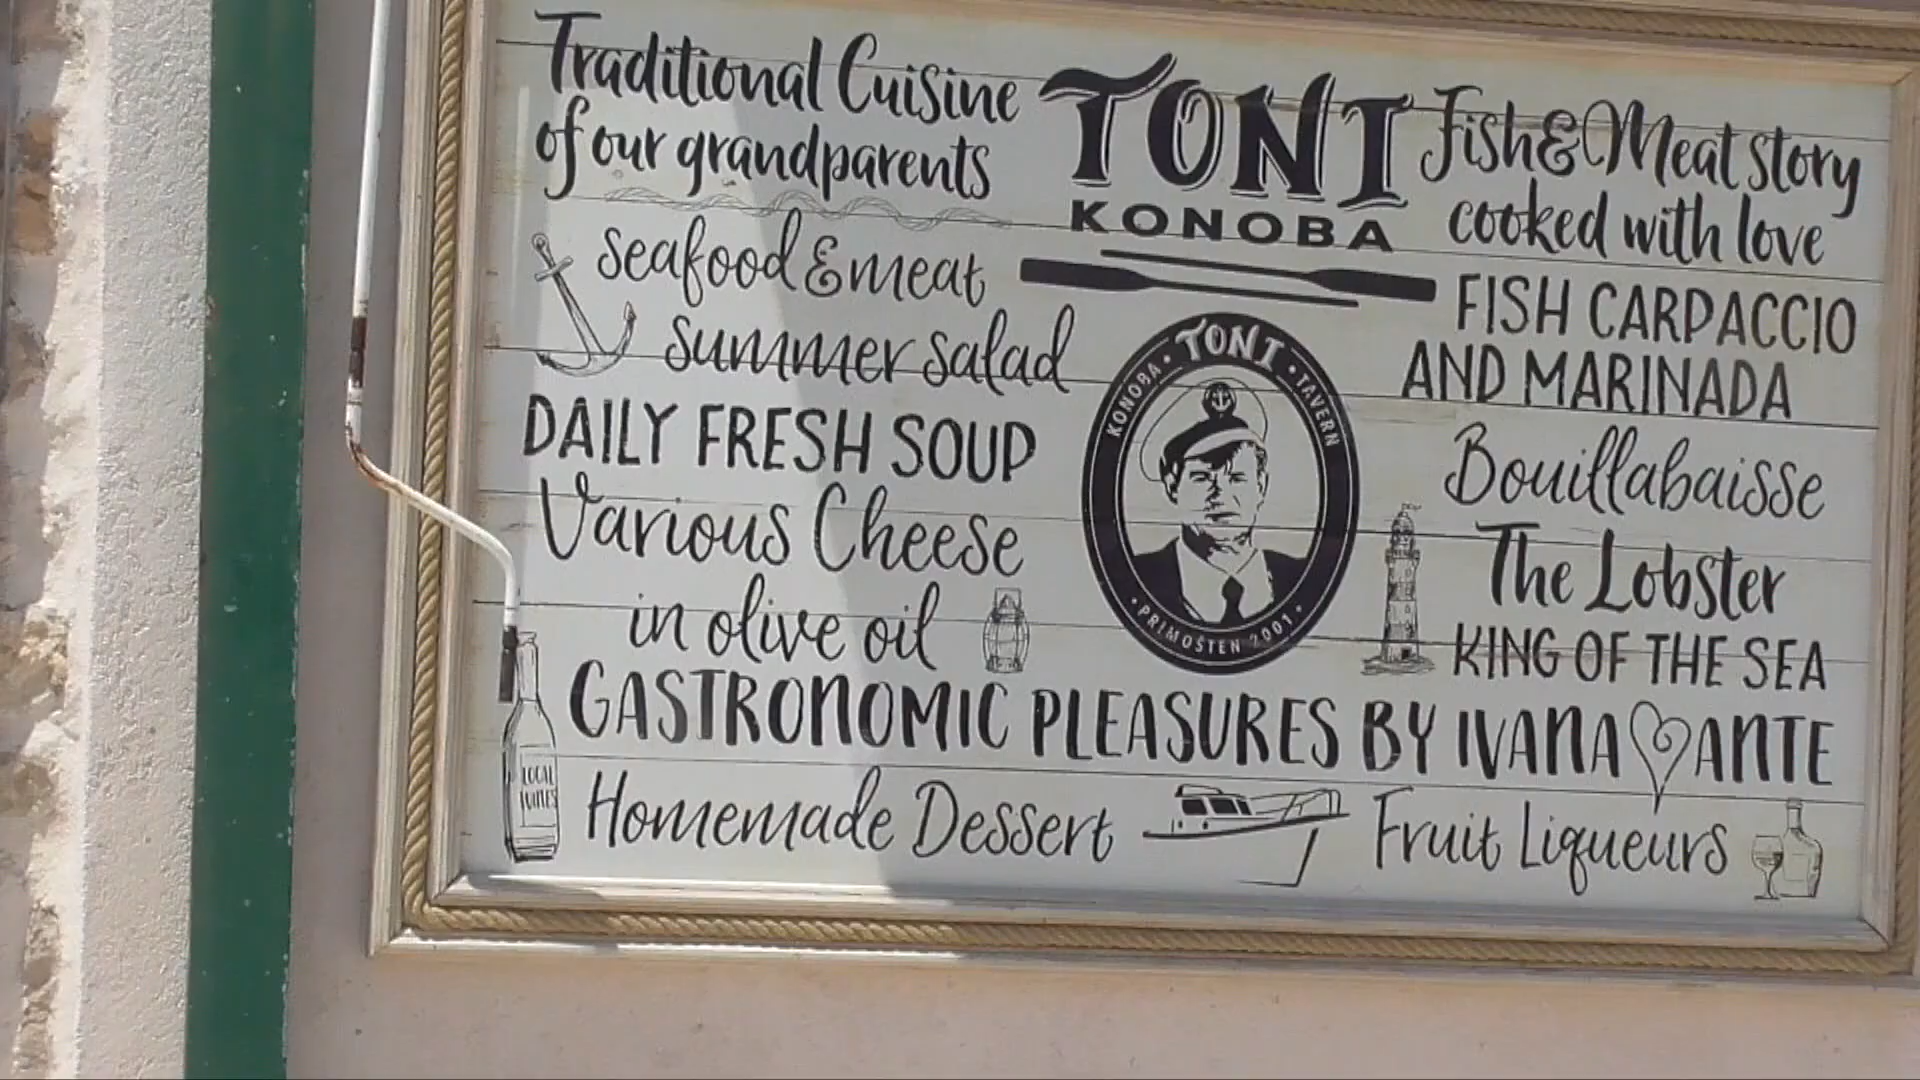 Traditional Cuisine
of our grandparents
seafood & meat
summer salad
DAILY FRESH SOUP
Various Cheese
in olive oil
TONI
KONOBA
KONOBA · TONI · TAVERN
· PRIMOŠTEN 2001 ·
Fish & Meat story
cooked with love
FISH CARPACCIO
AND MARINADA
Bouillabaisse
The Lobster
KING OF THE SEA
GASTRONOMIC PLEASURES BY IVANA ANTE
LOCAL
WINES
Homemade Dessert
Fruit Liqueurs